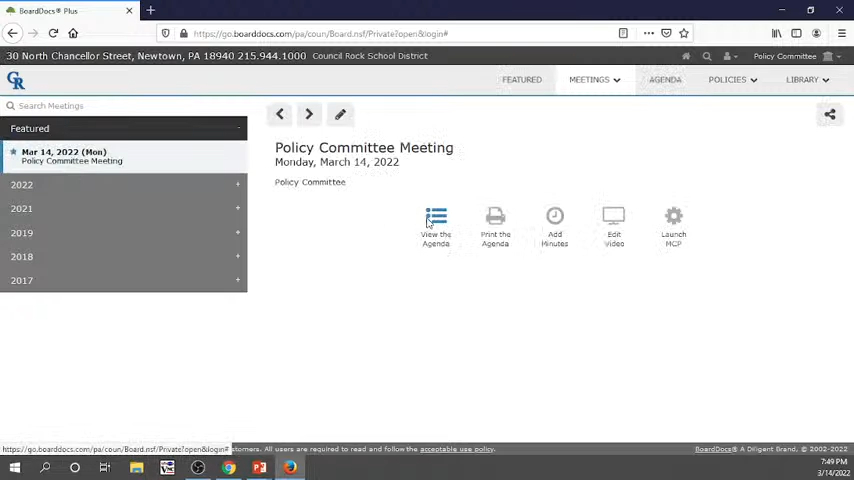 BoardDocs® Plus
https://go.boarddocs.com/pa/coun/Board.nsf/Private?open&login#
30 North Chancellor Street, Newtown, PA 18940 215.944.1000 Council Rock School District
Policy Committee
CR
FEATURED
MEETINGS
AGENDA
POLICIES
LIBRARY
Search Meetings
Featured
Mar 14, 2022 (Mon)
Policy Committee Meeting
2022 +
2021 +
2019 +
2018 +
2017 +
Policy Committee Meeting
Monday, March 14, 2022
Policy Committee
View the
Agenda
Print the
Agenda
Add
Minutes
Edit
Video
Launch
MCP
https://go.boarddocs.com/pa/coun/Board.nsf/Private?open&login#
tomers. All users are required to read and follow the acceptable use policy.
BoardDocs® A Diligent Brand, © 2002-2022
7:49 PM
3/14/2022